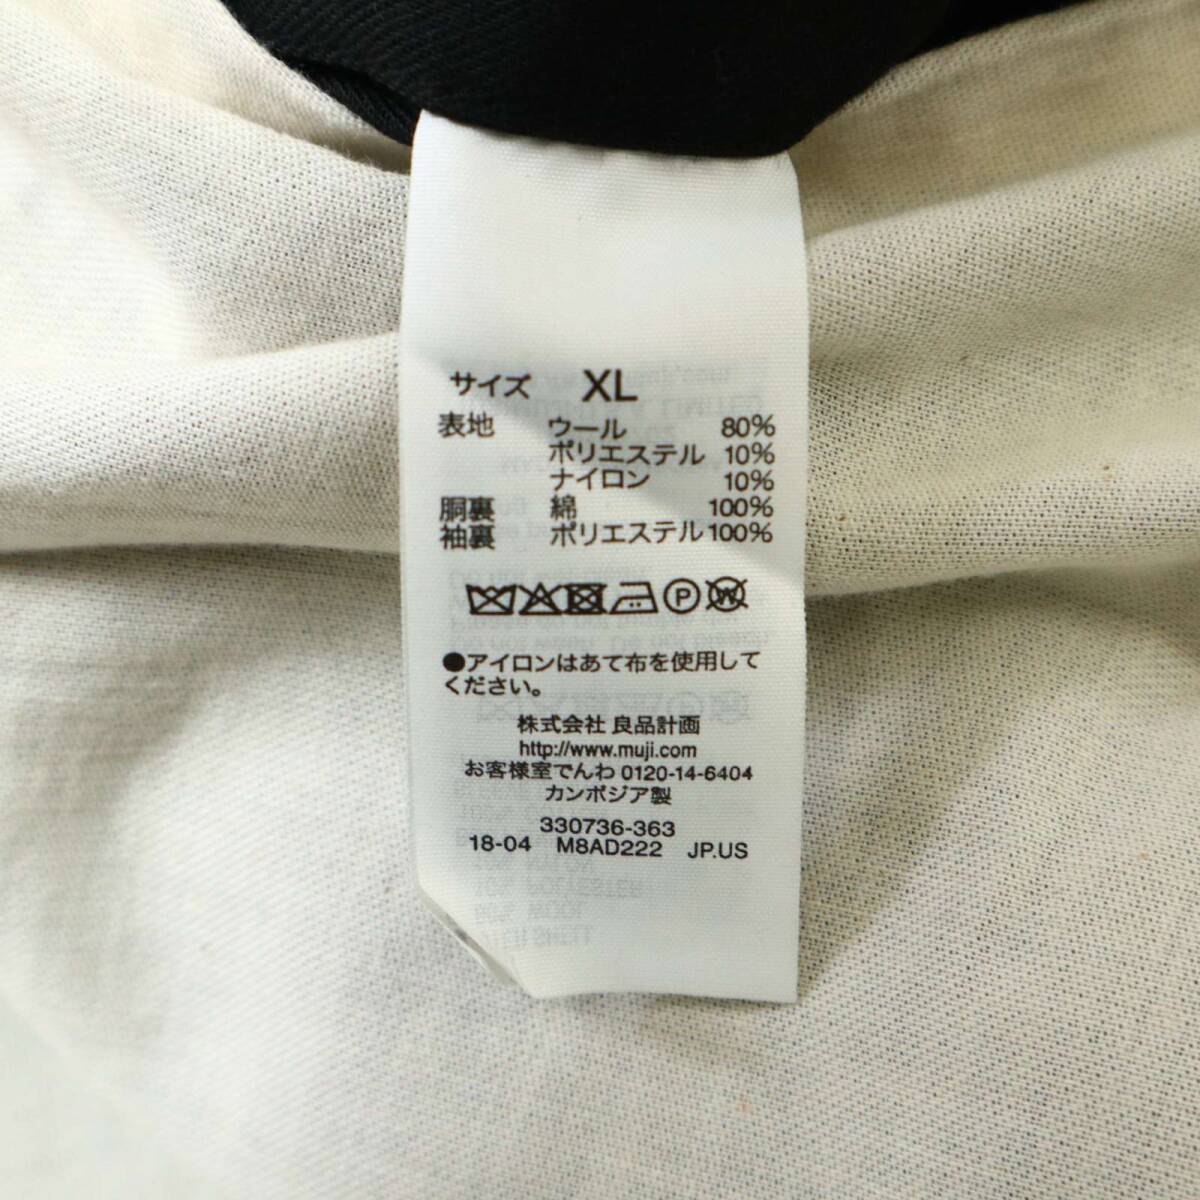 サイズ XL
表地 ウール 80%
ポリエステル 10%
ナイロン 10%
胴裏 綿 100%
袖裏 ポリエステル 100%
P W
●アイロンはあて布を使用して
ください。
株式会社 良品計画
http://www.muji.com
お客様室でんわ 0120-14-6404
カンボジア製
330736-363
18-04 M8AD222 JP.US